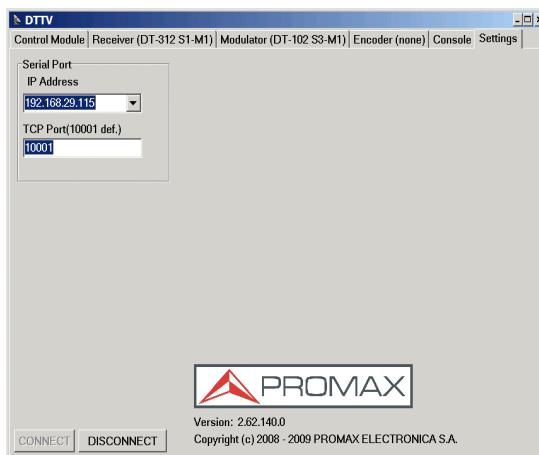 DTTV
Control Module Receiver (DT-312 S1-M1) Modulator (DT-102 S3-M1) Encoder (none) Console Settings
Serial Port
IP Address
192.168.29.115
TCP Port(10001 def.)
10001
PROMAX
Version: 2.62.140.0
CONNECT DISCONNECT Copyright (c) 2008 - 2009 PROMAX ELECTRONICA S.A.